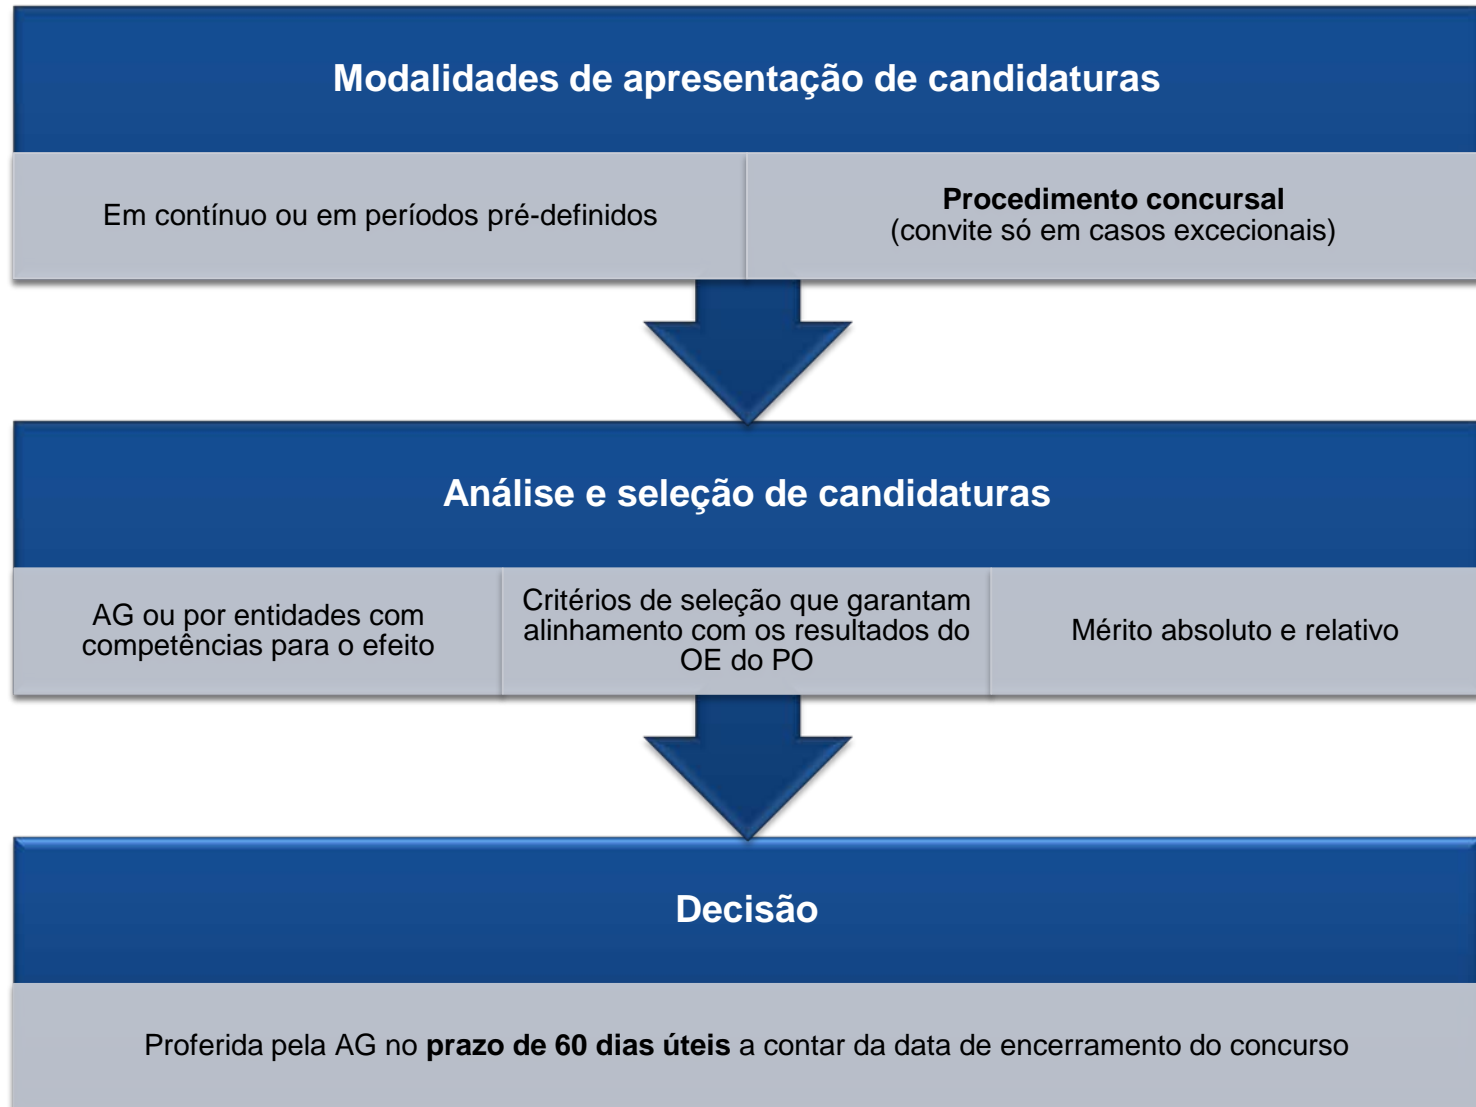 Modalidades de apresentação de candidaturas
Em contínuo ou em períodos pré-definidos
Procedimento concursal
(convite só em casos excecionais)
Análise e seleção de candidaturas
AG ou por entidades com
competências para o efeito
Critérios de seleção que garantam
alinhamento com os resultados do
OE do PO
Mérito absoluto e relativo
Decisão
Proferida pela AG no prazo de 60 dias úteis a contar da data de encerramento do concurso